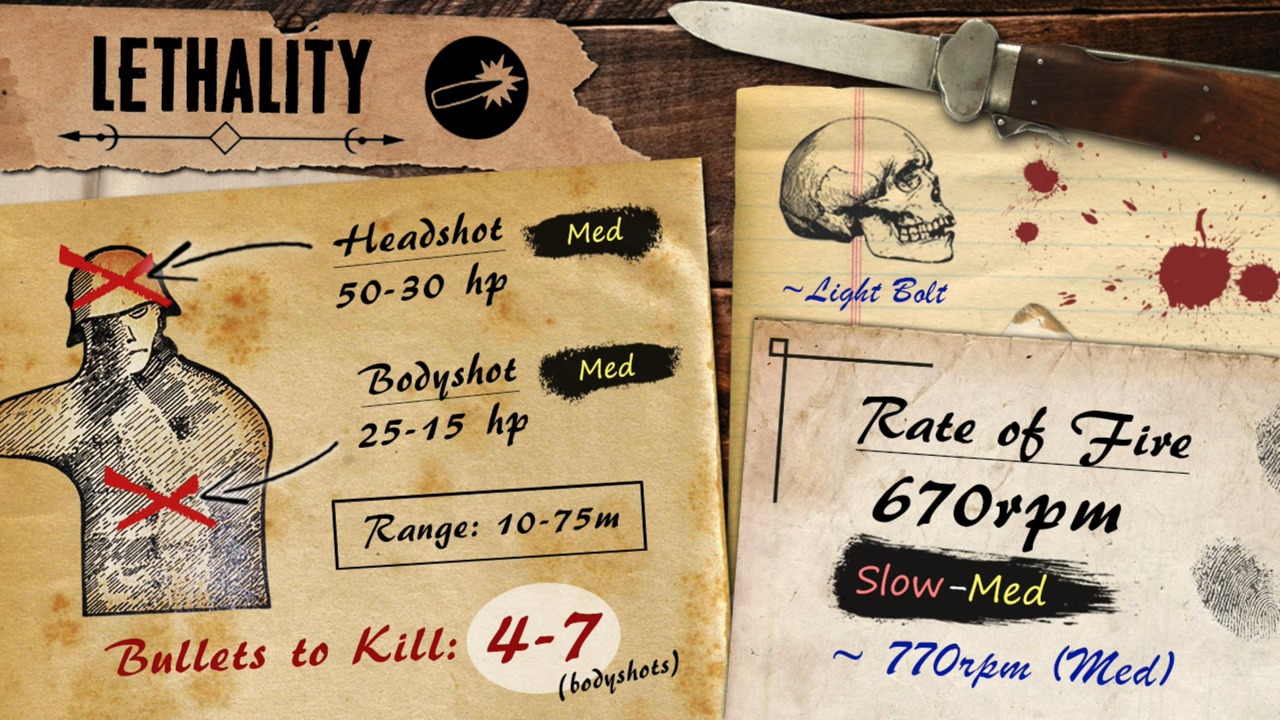 LETHALITY
Headshot Med
50-30 hp
Bodyshot Med
25-15 hp
Range: 10-75m
Bullets to Kill: 4-7
(bodyshots)
~Light Bolt
Rate of Fire
670rpm
Slow-Med
~ 770rpm (Med)